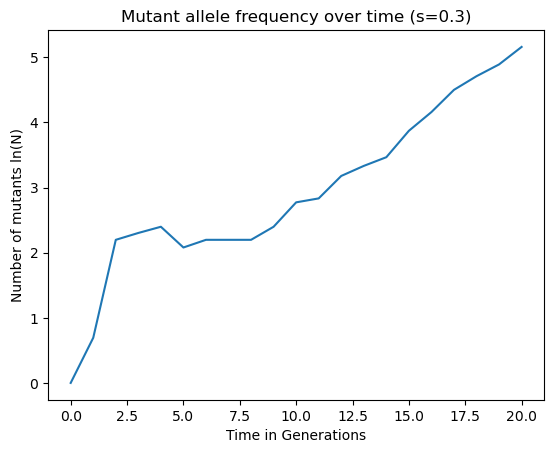 Mutant allele frequency over time (s=0.3)
5
4
3
2
1
0
Number of mutants ln(N)
0.0 2.5 5.0 7.5 10.0 12.5 15.0 17.5 20.0
Time in Generations